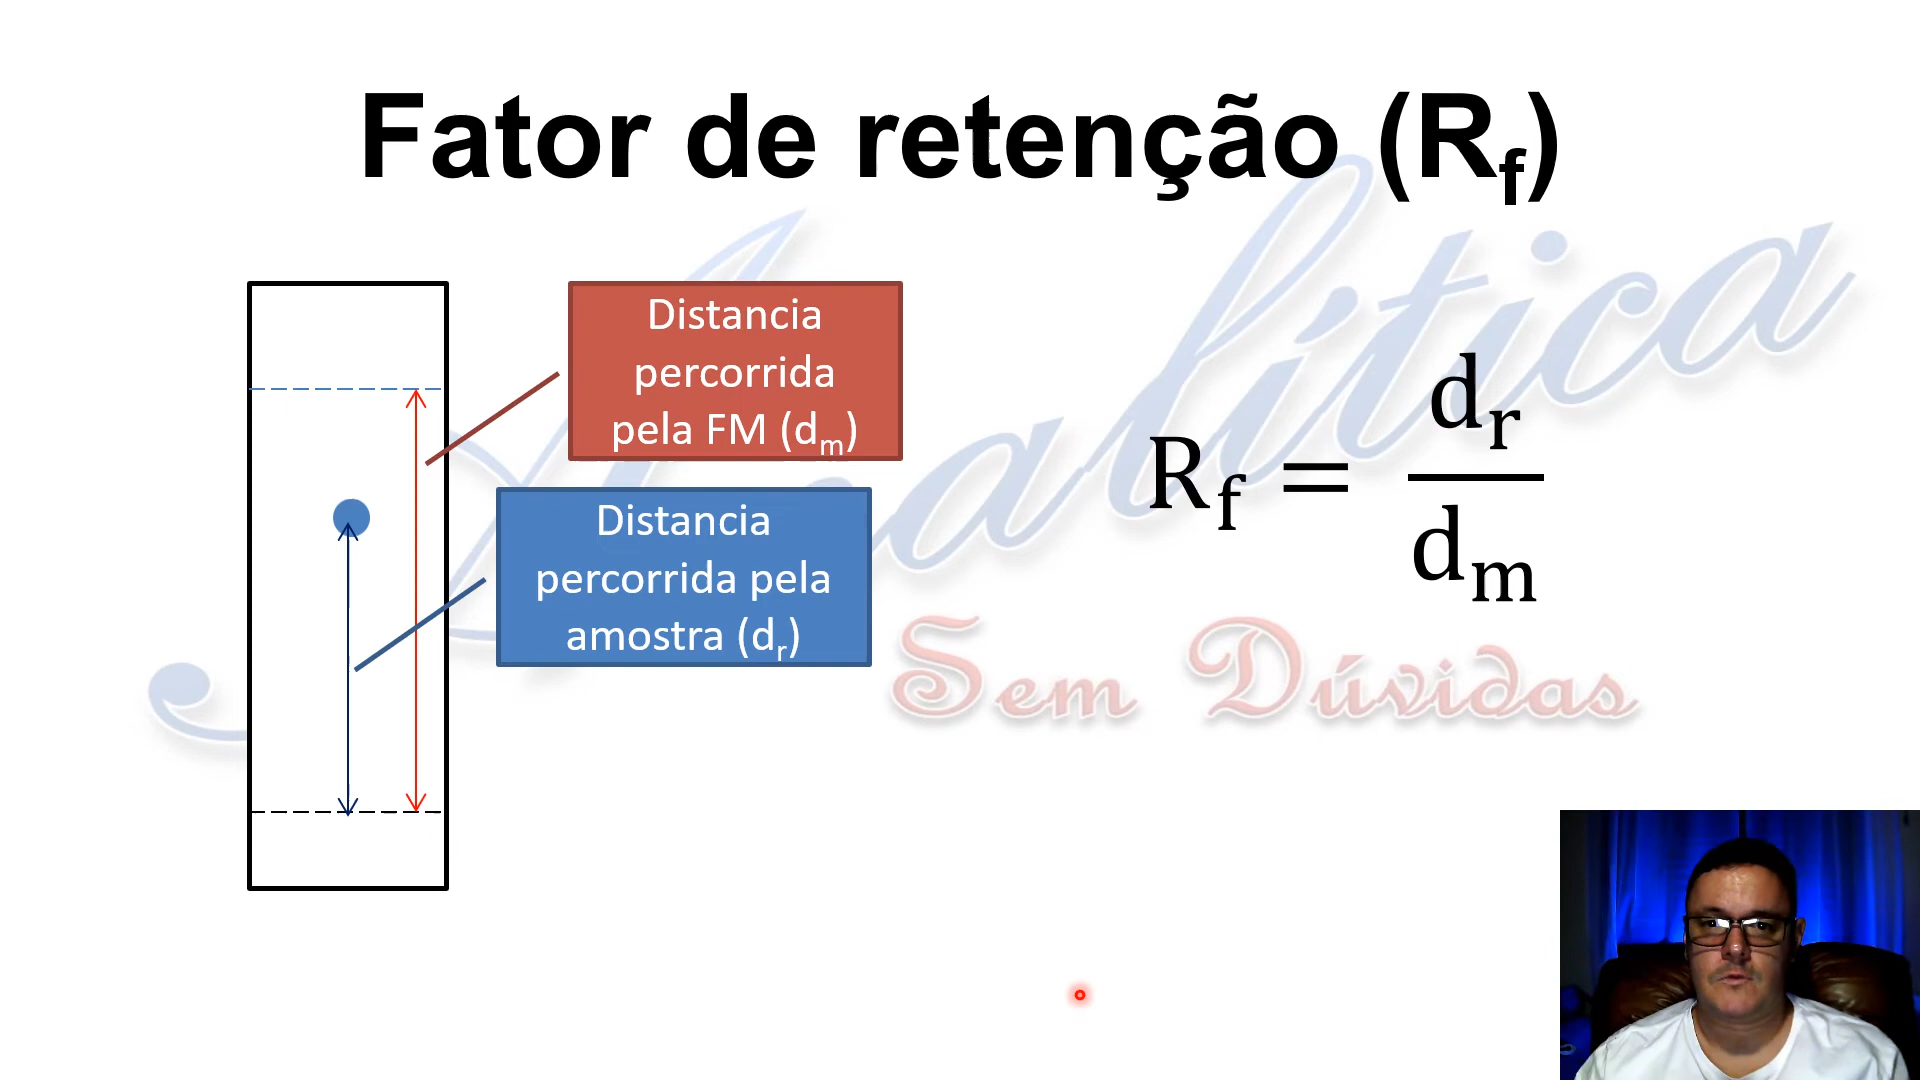 Fator de retenção (Rf)
Distancia
percorrida
pela FM (dm)
Distancia
percorrida pela
amostra (dr)
Rf = dr/dm
Analítica
Sem Dúvidas